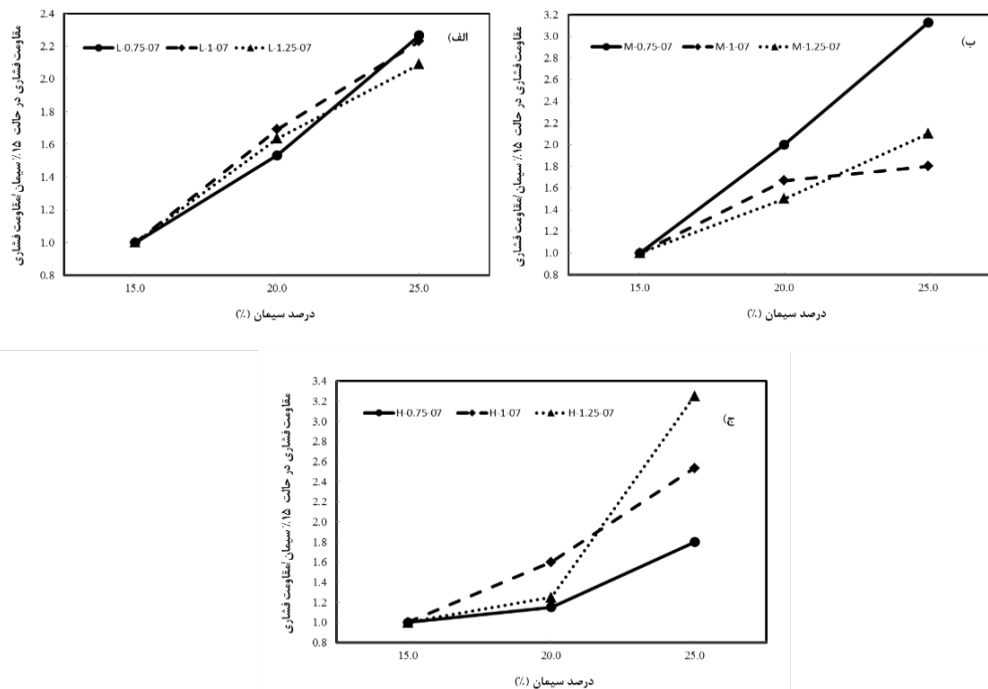 الف)
L-0.75-07 L-1-07 L-1.25-07
مقاومت فشاری در حالت ۱۵٪ سیمان/مقاومت فشاری
2.4
2.2
2.0
1.8
1.6
1.4
1.2
1.0
0.8
15.0 20.0 25.0
درصد سیمان (٪)
ب)
M-0.75-07 M-1-07 M-1.25-07
مقاومت فشاری در حالت ۱۵٪ سیمان/مقاومت فشاری
3.2
3.0
2.8
2.6
2.4
2.2
2.0
1.8
1.6
1.4
1.2
1.0
0.8
15.0 20.0 25.0
درصد سیمان (٪)
ج)
H-0.75-07 H-1-07 H-1.25-07
مقاومت فشاری در حالت ۱۵٪ سیمان/مقاومت فشاری
3.4
3.2
3.0
2.8
2.6
2.4
2.2
2.0
1.8
1.6
1.4
1.2
1.0
0.8
15.0 20.0 25.0
درصد سیمان (٪)